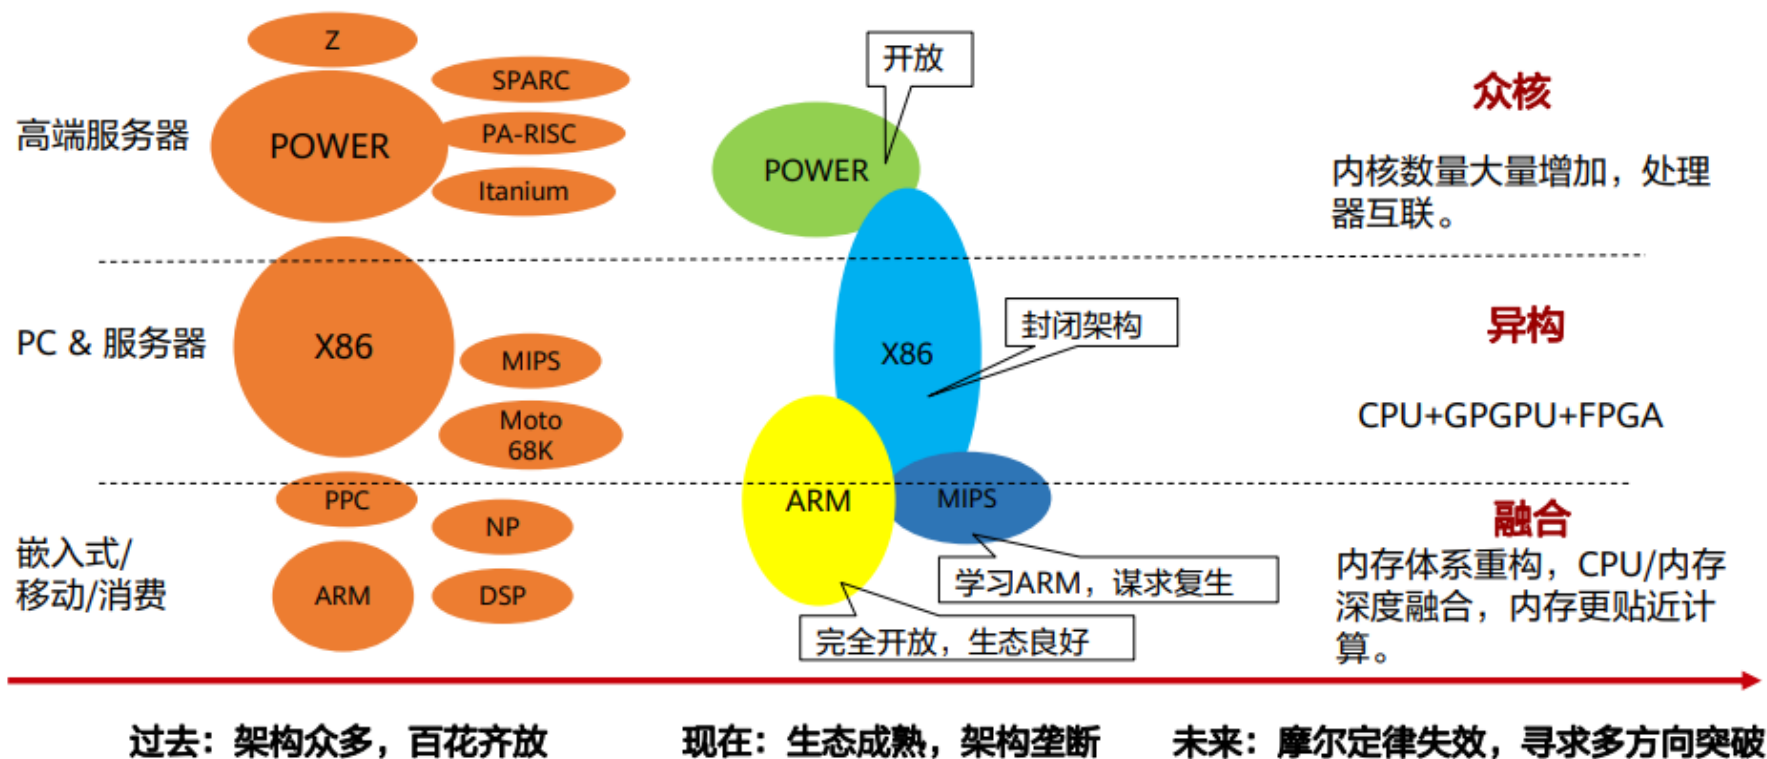 Z
SPARC
高端服务器
POWER
PA-RISC
Itanium
开放
POWER
众核
内核数量大量增加，处理
器互联。
PC & 服务器
X86
MIPS
Moto
68K
X86
封闭架构
异构
CPU+GPGPU+FPGA
嵌入式/
移动/消费
PPC
NP
ARM
DSP
ARM
MIPS
学习ARM，谋求复生
完全开放，生态良好
融合
内存体系重构，CPU/内存
深度融合，内存更贴近计
算。
过去：架构众多，百花齐放
现在：生态成熟，架构垄断
未来：摩尔定律失效，寻求多方向突破